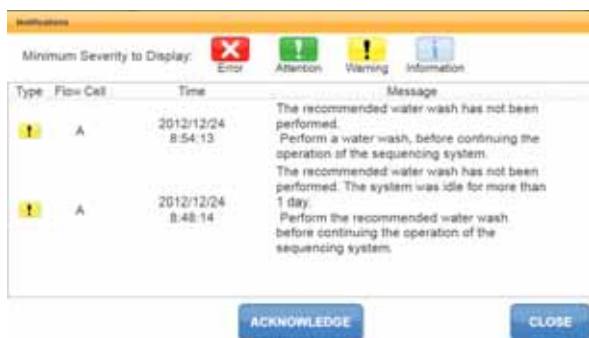 Notifications
Minimum Severity to Display:
Error
Attention
Warning
Information
Type Flow Cell Time Message
A
2012/12/24
8:54:13
The recommended water wash has not been
performed.
Perform a water wash, before continuing the
operation of the sequencing system.
A
2012/12/24
8:48:14
The recommended water wash has not been
performed. The system was idle for more than
1 day.
Perform the recommended water wash
before continuing the operation of the
sequencing system.
ACKNOWLEDGE
CLOSE